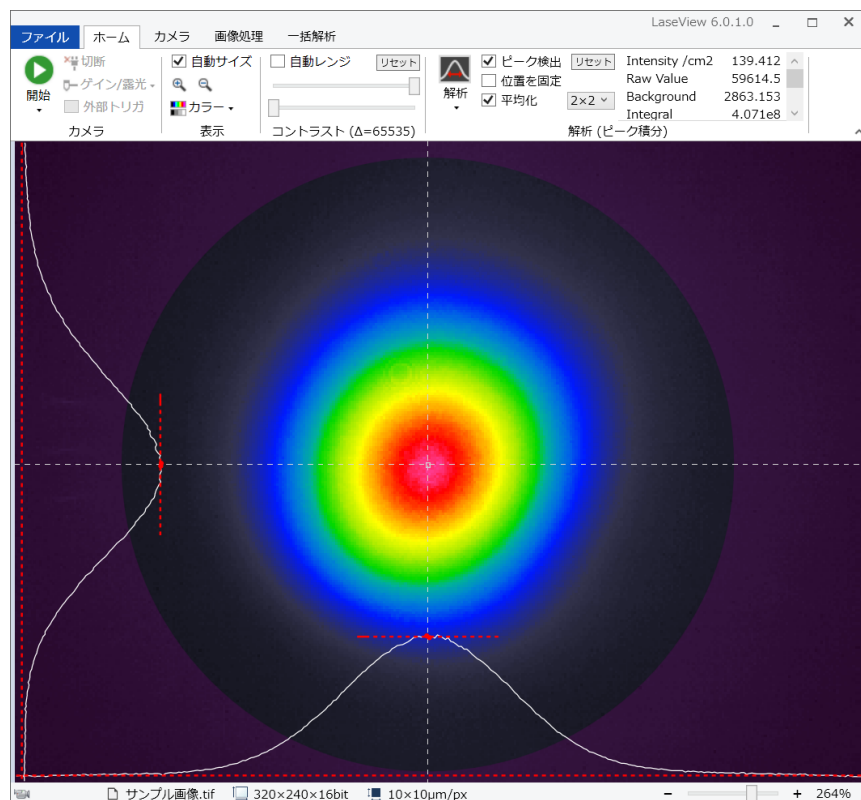 LaseView 6.0.1.0
ファイル ホーム カメラ 画像処理 一括解析
開始
切断
ゲイン/露光
外部トリガ
カメラ
自動サイズ
カラー
表示
自動レンジ リセット
コントラスト (Δ=65535)
解析
ピーク検出 リセット
位置を固定
平均化 2×2
Intensity /cm2 139.412
Raw Value 59614.5
Background 2863.153
Integral 4.071e8
解析 (ピーク積分)
サンプル画像.tif 320×240×16bit 10×10μm/px − + 264%